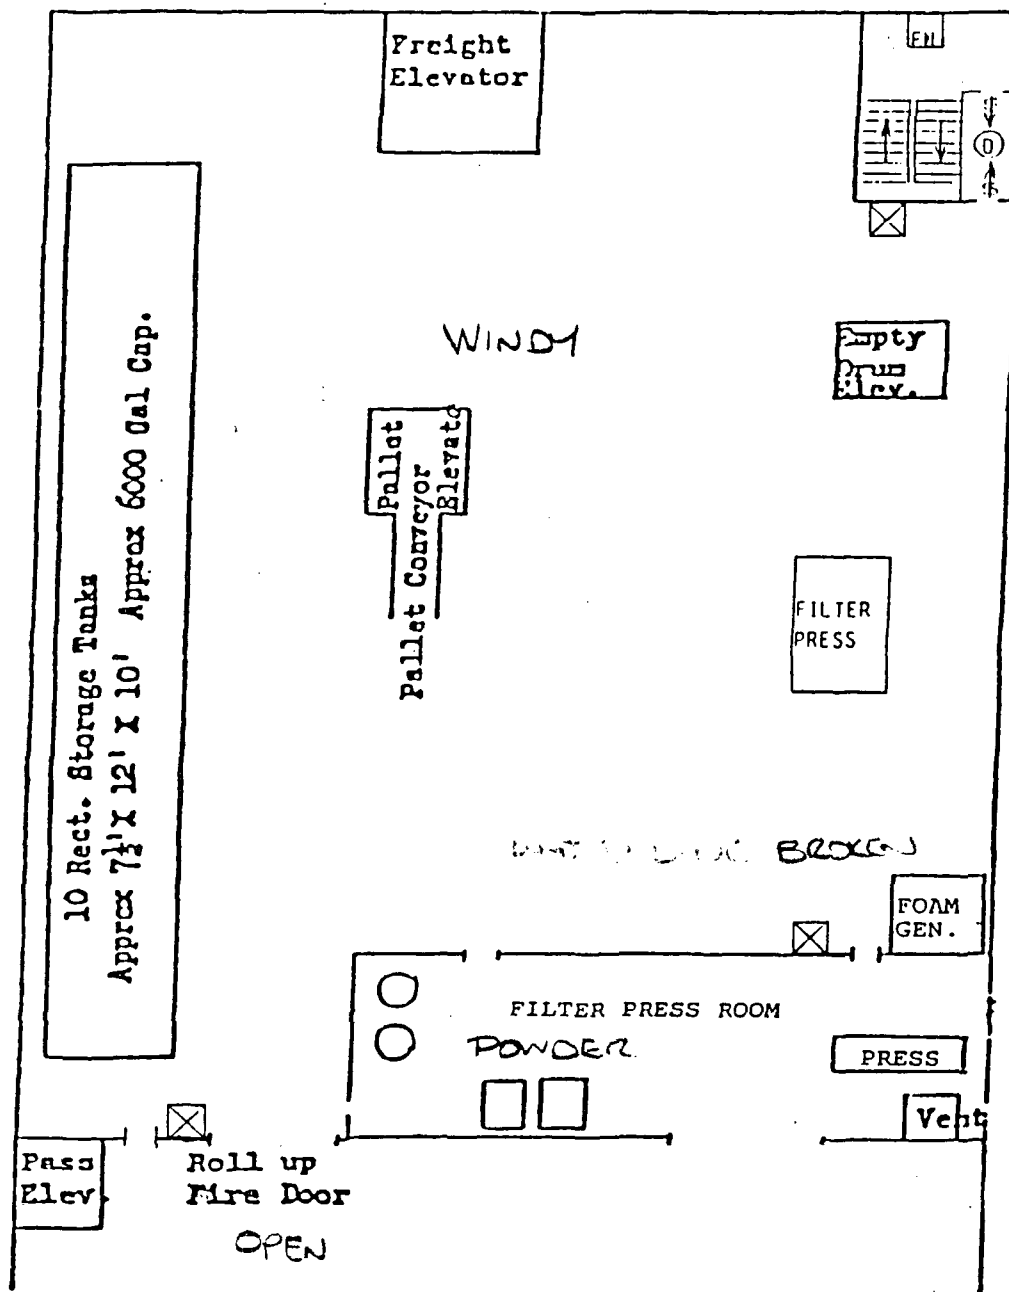 Freight
Elevator
D
WINDY
Empty
Drum
Elev.
10 Rect. Storage Tanks
Approx 7½' X 12' X 10' Approx 6000 Gal Cap.
Pallet
Elevato
Pallet Conveyor
FILTER
PRESS
BROKEN
FOAM
GEN.
FILTER PRESS ROOM
POWDER
PRESS
Vent
Pass
Elev.
Roll up
Fire Door
OPEN